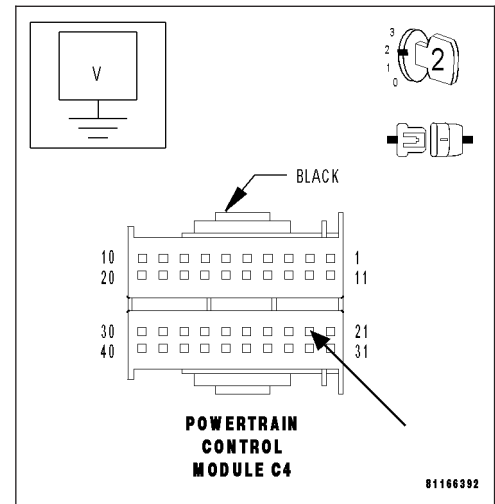 V
3
2
1
0
2
BLACK
10 1
20 11
30 21
40 31
POWERTRAIN
CONTROL
MODULE C4
81166392